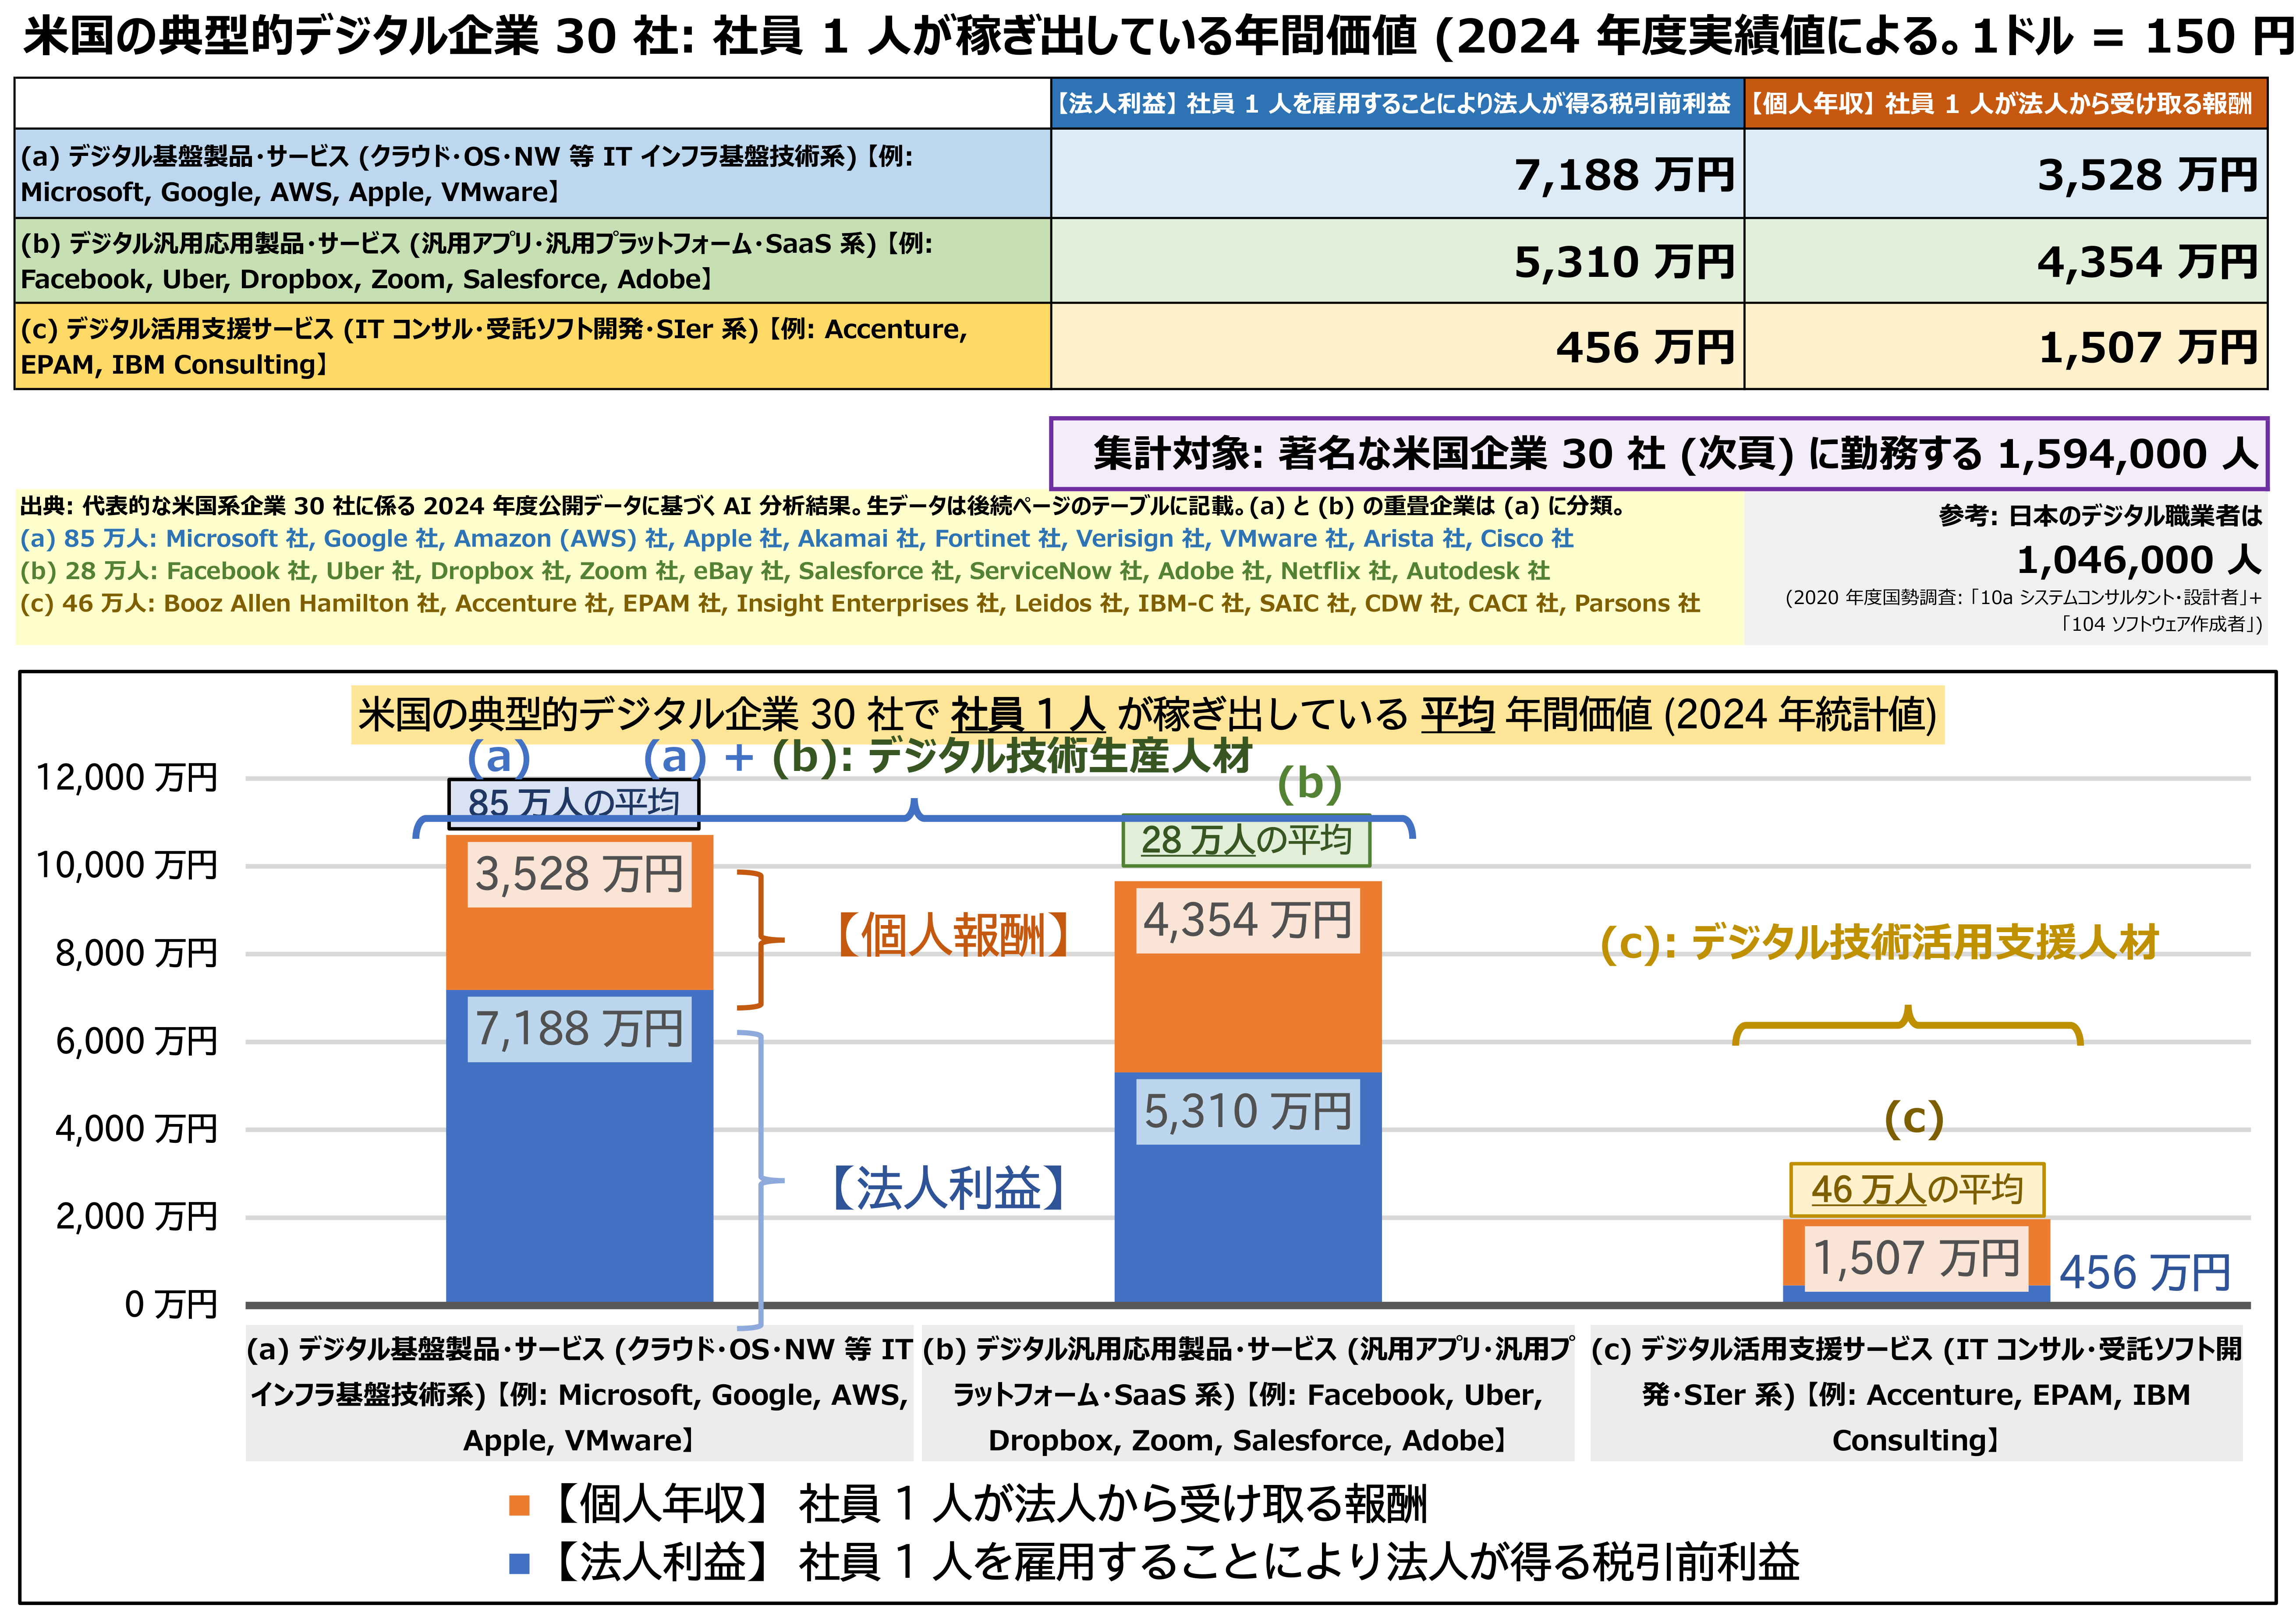 米国の典型的デジタル企業 30 社: 社員 1 人が稼ぎ出している年間価値 (2024 年度実績値による。1ドル = 150 円
【法人利益】 社員 1 人を雇用することにより法人が得る税引前利益
【個人年収】 社員 1 人が法人から受け取る報酬
(a) デジタル基盤製品・サービス (クラウド・OS・NW 等 IT インフラ基盤技術系) 【例:
Microsoft, Google, AWS, Apple, VMware】
7,188 万円
3,528 万円
(b) デジタル汎用応用製品・サービス (汎用アプリ・汎用プラットフォーム・SaaS 系) 【例:
Facebook, Uber, Dropbox, Zoom, Salesforce, Adobe】
5,310 万円
4,354 万円
(c) デジタル活用支援サービス (IT コンサル・受託ソフト開発・SIer 系) 【例: Accenture,
EPAM, IBM Consulting】
456 万円
1,507 万円
集計対象: 著名な米国企業 30 社 (次頁) に勤務する 1,594,000 人
出典: 代表的な米国系企業 30 社に係る 2024 年度公開データに基づく AI 分析結果。生データは後続ページのテーブルに記載。(a) と (b) の重畳企業は (a) に分類。
(a) 85 万人: Microsoft 社, Google 社, Amazon (AWS) 社, Apple 社, Akamai 社, Fortinet 社, Verisign 社, VMware 社, Arista 社, Cisco 社
(b) 28 万人: Facebook 社, Uber 社, Dropbox 社, Zoom 社, eBay 社, Salesforce 社, ServiceNow 社, Adobe 社, Netflix 社, Autodesk 社
(c) 46 万人: Booz Allen Hamilton 社, Accenture 社, EPAM 社, Insight Enterprises 社, Leidos 社, IBM-C 社, SAIC 社, CDW 社, CACI 社, Parsons 社
参考: 日本のデジタル職業者は
1,046,000 人
(2020 年度国勢調査: 「10a システムコンサルタント・設計者」+
「104 ソフトウェア作成者」)
米国の典型的デジタル企業 30 社で 社員 1 人 が稼ぎ出している 平均 年間価値 (2024 年統計値)
(a)
(a) + (b): デジタル技術生産人材
(b)
12,000 万円
10,000 万円
8,000 万円
6,000 万円
4,000 万円
2,000 万円
0 万円
85 万人の平均
3,528 万円
7,188 万円
【個人報酬】
【法人利益】
28 万人の平均
4,354 万円
5,310 万円
(c): デジタル技術活用支援人材
(c)
46 万人の平均
1,507 万円
456 万円
(a) デジタル基盤製品・サービス (クラウド・OS・NW 等 IT
インフラ基盤技術系) 【例: Microsoft, Google, AWS,
Apple, VMware】
(b) デジタル汎用応用製品・サービス (汎用アプリ・汎用プ
ラットフォーム・SaaS 系) 【例: Facebook, Uber,
Dropbox, Zoom, Salesforce, Adobe】
(c) デジタル活用支援サービス (IT コンサル・受託ソフト開
発・SIer 系) 【例: Accenture, EPAM, IBM
Consulting】
【個人年収】 社員 1 人が法人から受け取る報酬
【法人利益】 社員 1 人を雇用することにより法人が得る税引前利益